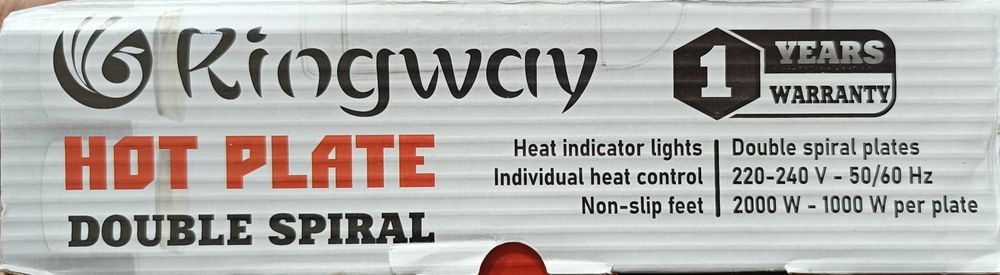 Ringway
1 YEARS
WARRANTY
HOT PLATE
DOUBLE SPIRAL
Heat indicator lights
Individual heat control
Non-slip feet
Double spiral plates
220-240 V - 50/60 Hz
2000 W - 1000 W per plate